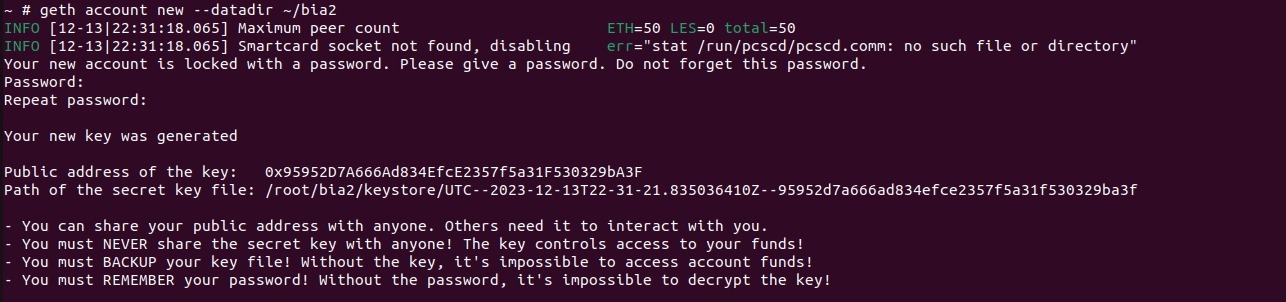 ~ # geth account new --datadir ~/bia2
INFO [12-13|22:31:18.065] Maximum peer count                       ETH=50 LES=0 total=50
INFO [12-13|22:31:18.065] Smartcard socket not found, disabling    err="stat /run/pcscd/pcscd.comm: no such file or directory"
Your new account is locked with a password. Please give a password. Do not forget this password.
Password:
Repeat password:
Your new key was generated
Public address of the key:   0x95952D7A666Ad834EfcE2357f5a31F530329bA3F
Path of the secret key file: /root/bia2/keystore/UTC--2023-12-13T22-31-21.835036410Z--95952d7a666ad834efce2357f5a31f530329ba3f
- You can share your public address with anyone. Others need it to interact with you.
- You must NEVER share the secret key with anyone! The key controls access to your funds!
- You must BACKUP your key file! Without the key, it's impossible to access account funds!
- You must REMEMBER your password! Without the password, it's impossible to decrypt the key!